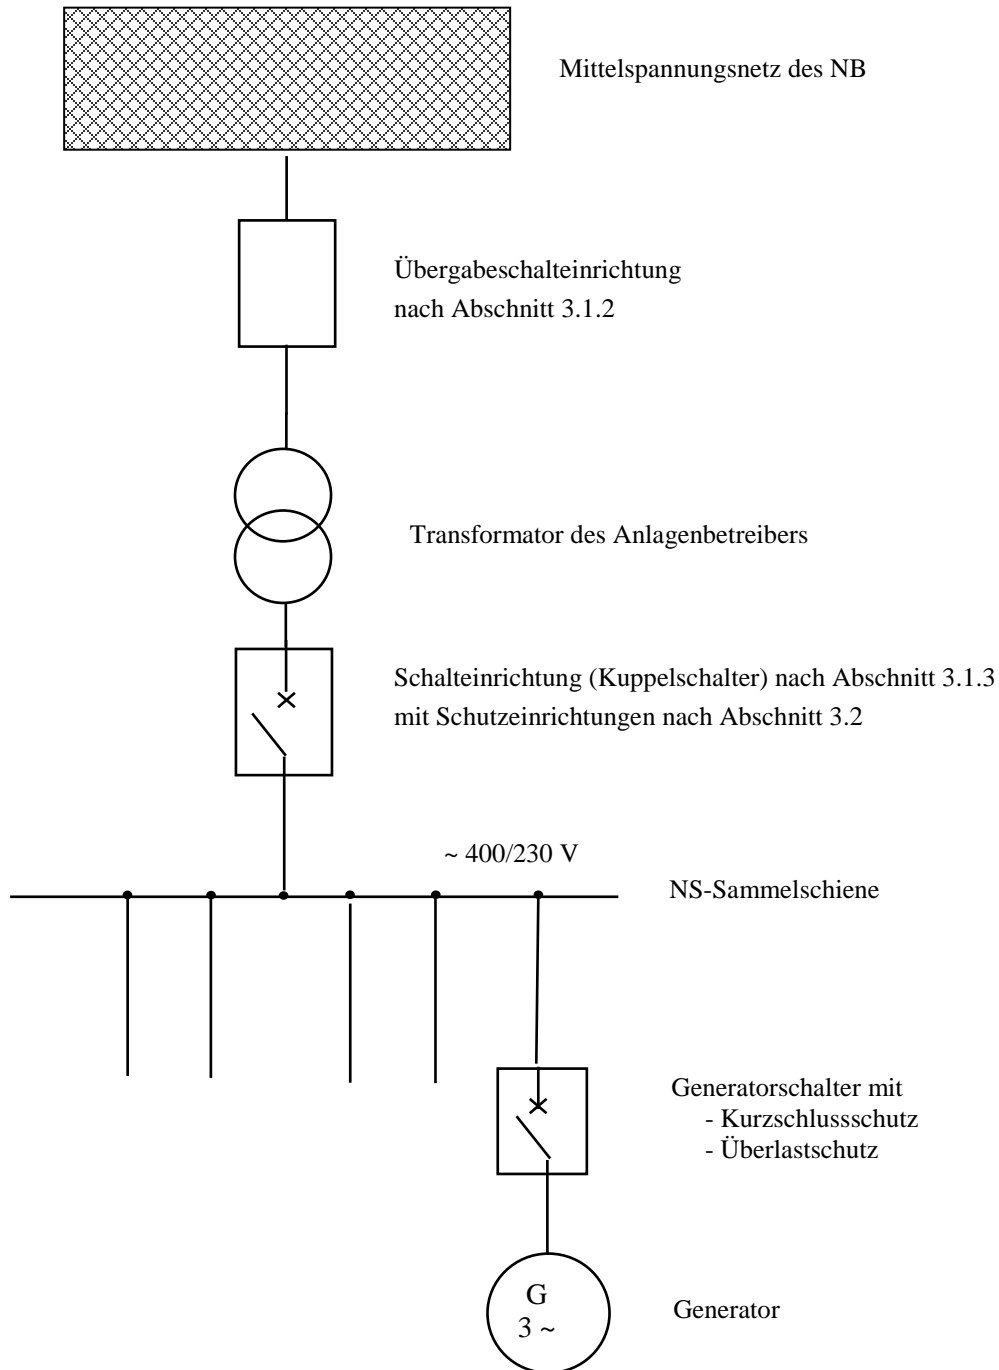 Mittelspannungsnetz des NB
Übergabeschalteinrichtung
nach Abschnitt 3.1.2
Transformator des Anlagenbetreibers
Schalteinrichtung (Kuppelschalter) nach Abschnitt 3.1.3
mit Schutzeinrichtungen nach Abschnitt 3.2
~ 400/230 V
NS-Sammelschiene
Generatorschalter mit
- Kurzschlussschutz
- Überlastschutz
G
3 ~
Generator